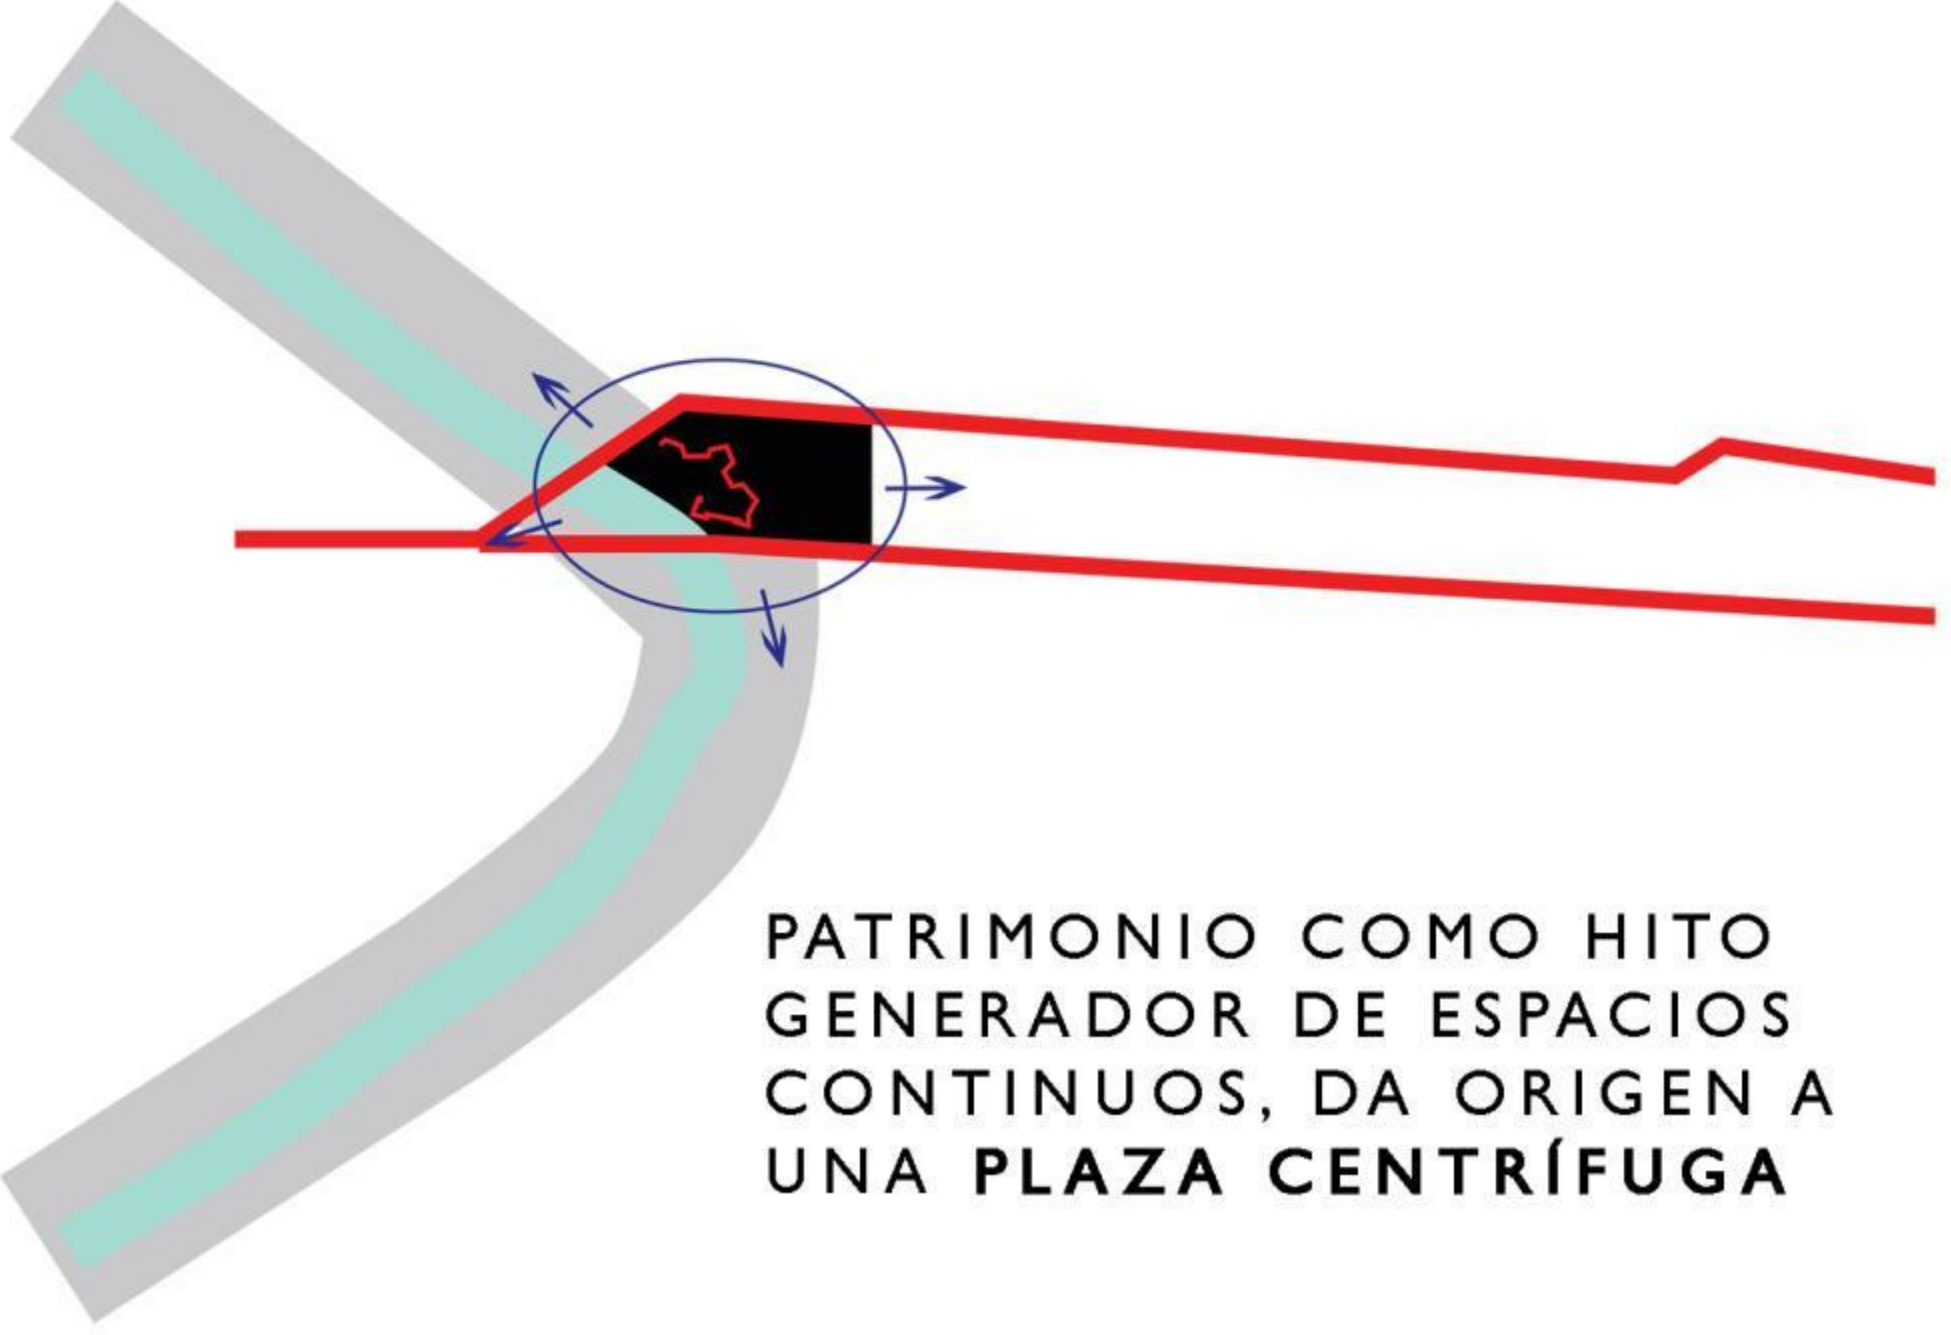 PATRIMONIO COMO HITO
GENERADOR DE ESPACIOS
CONTINUOS, DA ORIGEN A
UNA PLAZA CENTRÍFUGA